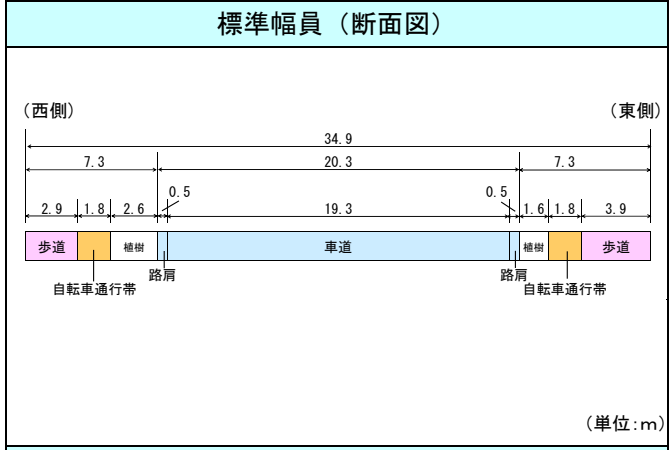 標準幅員（断面図）
（西側）
（東側）
34.9
7.3
20.3
7.3
0.5
0.5
2.9
1.8
2.6
19.3
1.6
1.8
3.9
歩道
植樹
車道
植樹
歩道
路肩
路肩
自転車通行帯
自転車通行帯
（単位:ｍ）